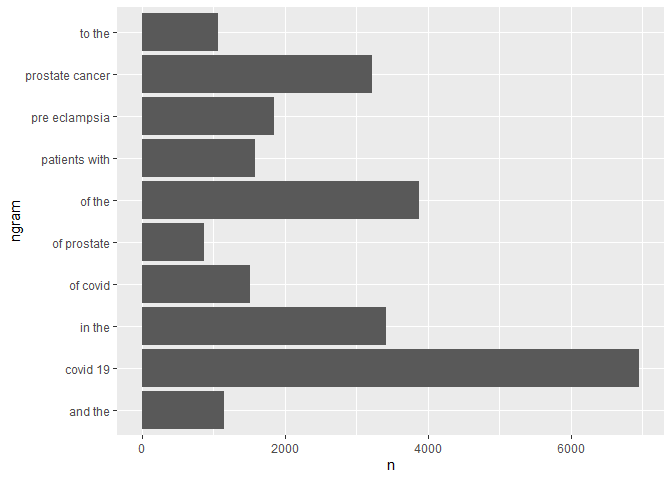 to the
prostate cancer
pre eclampsia
patients with
of the
of prostate
of covid
in the
covid 19
and the
ngram
0 2000 4000 6000
n